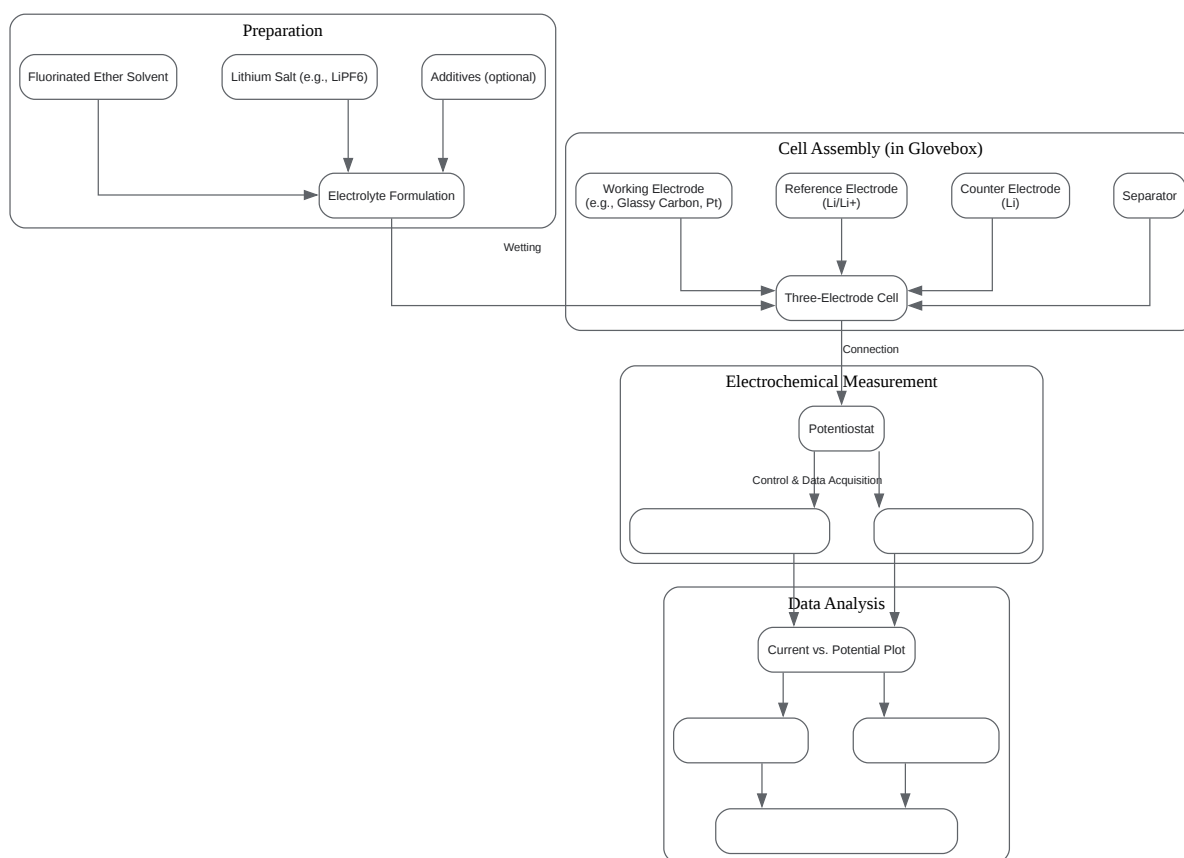 Preparation
Fluorinated Ether Solvent
Lithium Salt (e.g., LiPF6)
Additives (optional)
Electrolyte Formulation
Cell Assembly (in Glovebox)
Working Electrode
(e.g., Glassy Carbon, Pt)
Reference Electrode
(Li/Li+)
Counter Electrode
(Li)
Separator
Wetting
Three-Electrode Cell
Connection
Electrochemical Measurement
Potentiostat
Control & Data Acquisition
Data Analysis
Current vs. Potential Plot